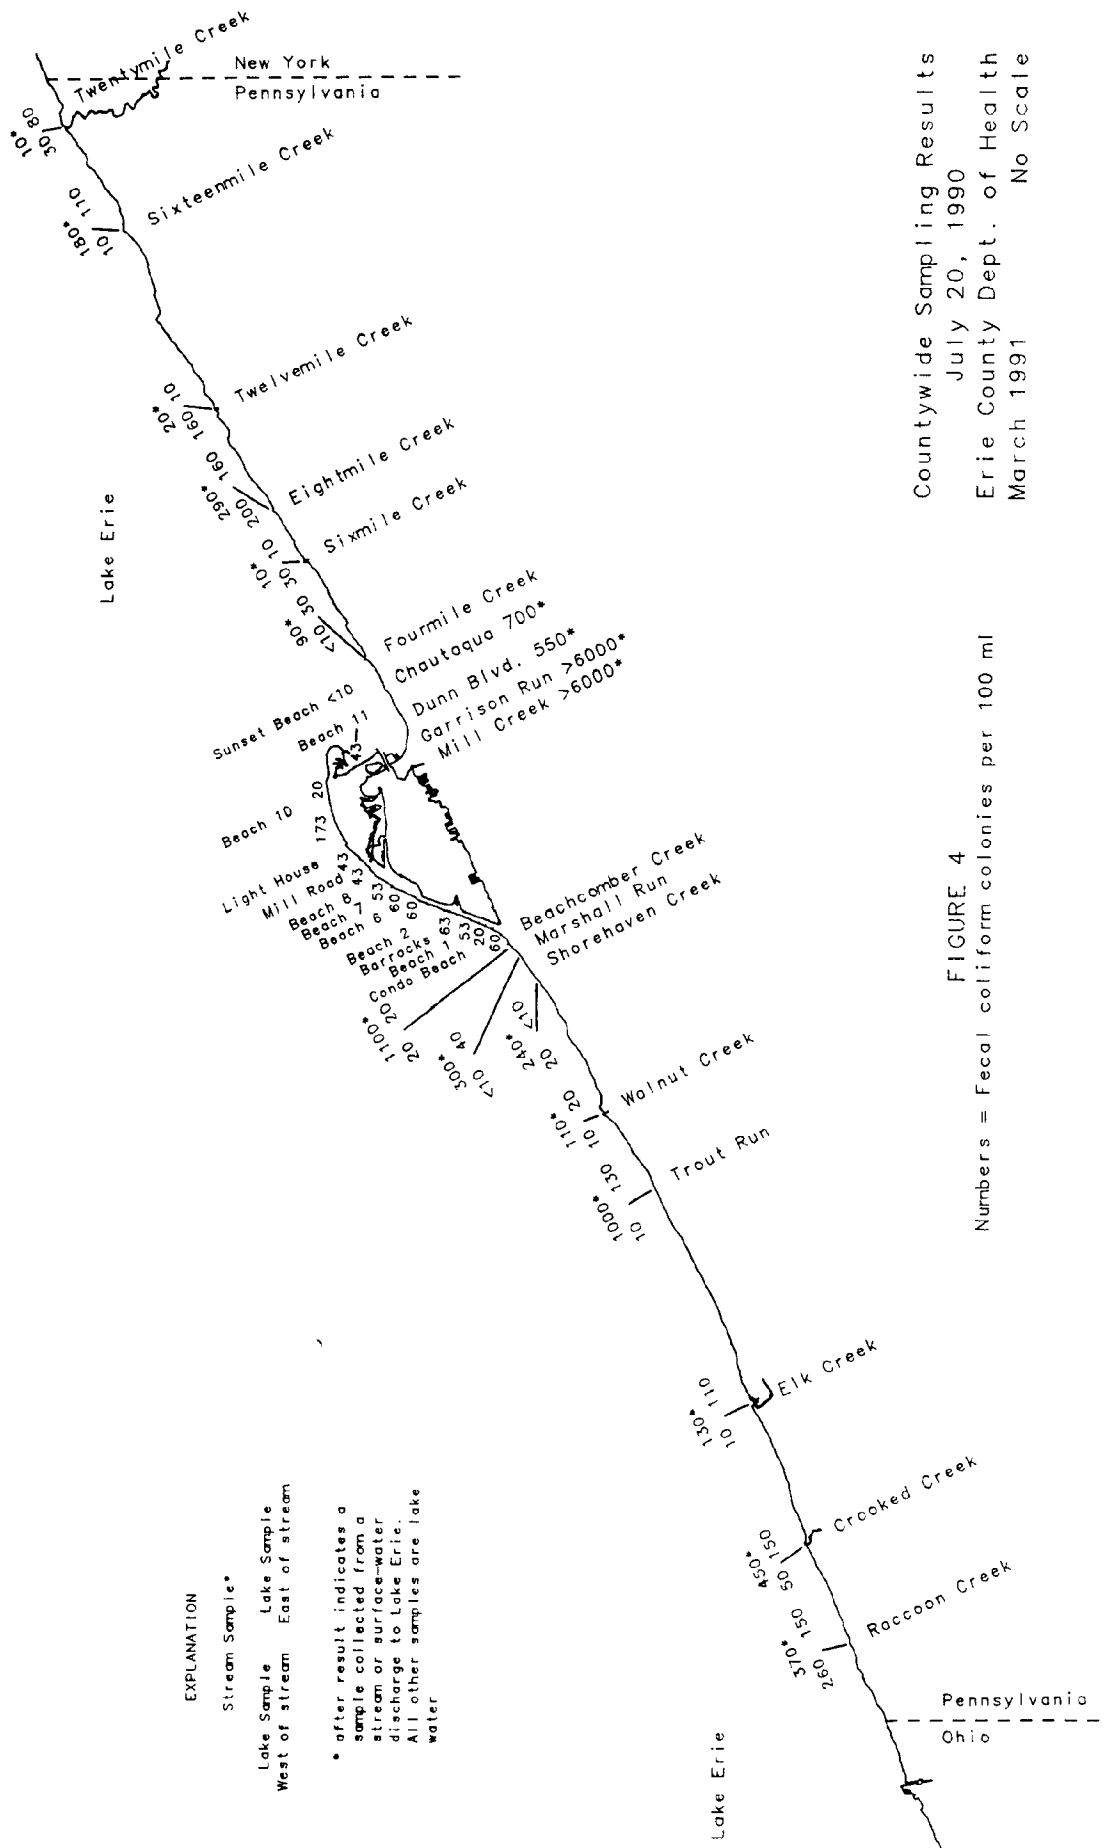 Twentymile Creek
New York
Pennsylvania
10*
30 80
Sixteenmile Creek
180*
10 110
Twelvemile Creek
20*
160 10
Eightmile Creek
290*
200 160
Sixmile Creek
10*
30 10
Lake Erie
Fourmile Creek
90*
<10 30
Chautauqua 700*
Dunn Blvd. 550*
Garrison Run >6000*
Mill Creek >6000*
Sunset Beach <10
Beach 11
43
Beach 10
20
173
Light House
43
Mill Road
43
Beach 8
53
Beach 7
60
Beach 6
60
Beach 2
63
Barracks
53
Beach 1
20
Condo Beach
60
Beachcomber Creek
Marshall Run
Shorehaven Creek
1100*
20 20
300*
<10 40
240*
20 <10
Walnut Creek
110*
10 20
Trout Run
1000*
10 130
Elk Creek
130*
10 110
Crooked Creek
450*
50 150
Raccoon Creek
370*
260 150
Pennsylvania
Ohio
Lake Erie
EXPLANATION
Stream Sample*
Lake Sample Lake Sample
West of stream East of stream
* after result indicates a
sample collected from a
stream or surface-water
discharge to Lake Erie.
All other samples are lake
water
FIGURE 4
Numbers = Fecal coliform colonies per 100 ml
Countywide Sampling Results
July 20, 1990
Erie County Dept. of Health
March 1991 No Scale